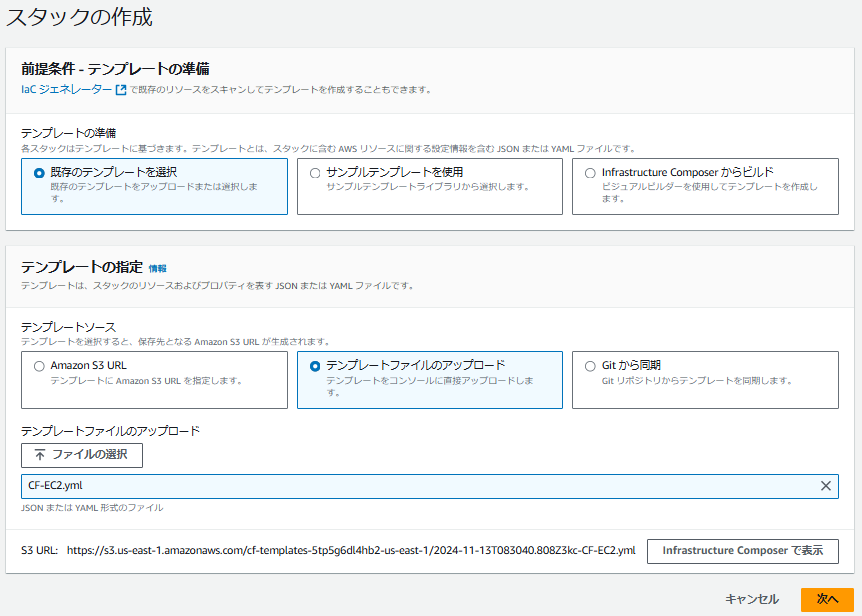 スタックの作成
前提条件 - テンプレートの準備
IaC ジェネレーター で既存のリソースをスキャンしてテンプレートを作成することもできます。
テンプレートの準備
各スタックはテンプレートに基づきます。テンプレートとは、スタックに含む AWS リソースに関する設定情報を含む JSON または YAML ファイルです。
既存のテンプレートを選択
既存のテンプレートをアップロードまたは選択しま
す。
サンプルテンプレートを使用
サンプルテンプレートライブラリから選択します。
Infrastructure Composer からビルド
ビジュアルビルダーを使用してテンプレートを作成し
ます。
テンプレートの指定 情報
テンプレートは、スタックのリソースおよびプロパティを表す JSON または YAML ファイルです。
テンプレートソース
テンプレートを選択すると、保存先となる Amazon S3 URL が生成されます。
Amazon S3 URL
テンプレートに Amazon S3 URL を指定します。
テンプレートファイルのアップロード
テンプレートをコンソールに直接アップロードしま
す。
Git から同期
Git リポジトリからテンプレートを同期します。
テンプレートファイルのアップロード
ファイルの選択
CF-EC2.yml
JSON または YAML 形式のファイル
S3 URL: https://s3.us-east-1.amazonaws.com/cf-templates-5tp5g6dl4hb2-us-east-1/2024-11-13T083040.808Z3kc-CF-EC2.yml
Infrastructure Composer で表示
キャンセル
次へ